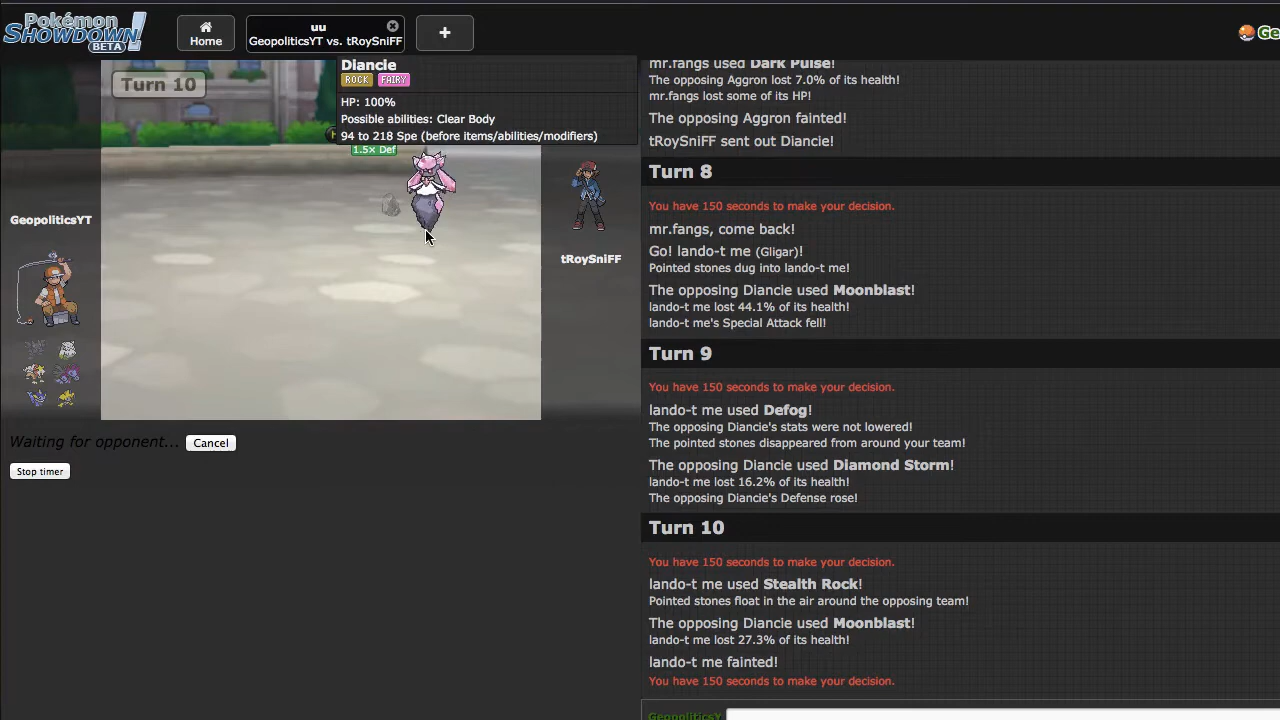 Pokémon
SHOWDOWN!
BETA
Home
uu
GeopoliticsYT vs. tRoySniFF
+
Ge
Turn 10
Diancie
ROCK FAIRY
HP: 100%
Possible abilities: Clear Body
94 to 218 Spe (before items/abilities/modifiers)
1.5× Def
GeopoliticsYT
tRoySniFF
Waiting for opponent...
Cancel
Stop timer
mr.fangs used Dark Pulse!
The opposing Aggron lost 7.0% of its health!
mr.fangs lost some of its HP!
The opposing Aggron fainted!
tRoySniFF sent out Diancie!
Turn 8
You have 150 seconds to make your decision.
mr.fangs, come back!
Go! lando-t me (Gligar)!
Pointed stones dug into lando-t me!
The opposing Diancie used Moonblast!
lando-t me lost 44.1% of its health!
lando-t me's Special Attack fell!
Turn 9
You have 150 seconds to make your decision.
lando-t me used Defog!
The opposing Diancie's stats were not lowered!
The pointed stones disappeared from around your team!
The opposing Diancie used Diamond Storm!
lando-t me lost 16.2% of its health!
The opposing Diancie's Defense rose!
Turn 10
You have 150 seconds to make your decision.
lando-t me used Stealth Rock!
Pointed stones float in the air around the opposing team!
The opposing Diancie used Moonblast!
lando-t me lost 27.3% of its health!
lando-t me fainted!
You have 150 seconds to make your decision.
GeopoliticsY